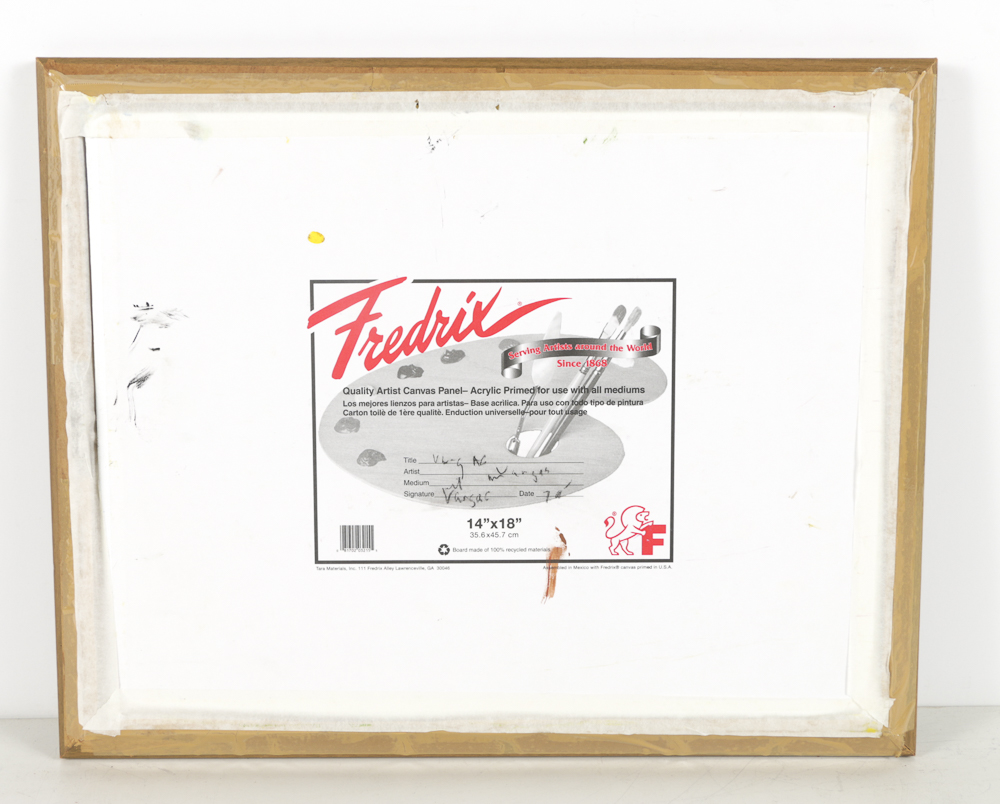 Fredrix®
Serving Artists around the World
Since 1868
Quality Artist Canvas Panel– Acrylic Primed for use with all mediums
Los mejores lienzos para artistas– Base acrilica. Para uso con todo tipo de pintura
Carton toilé de 1ère qualité. Enduction universelle–pour tout usage
Title
Artist
Medium
Signature Vargas Date
14"x18"
35.6x45.7 cm
Board made of 100% recycled materials
F
Tara Materials, Inc. 111 Fredrix Alley Lawrenceville, GA 30046
Assembled in Mexico with Fredrix® canvas primed in U.S.A.